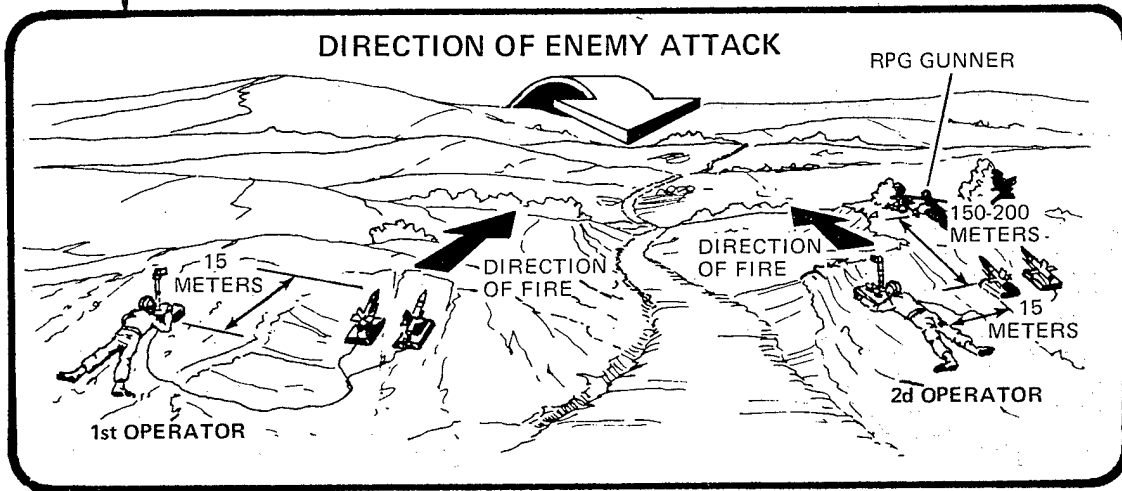 DIRECTION OF ENEMY ATTACK
RPG GUNNER
150-200
METERS
15
METERS
DIRECTION
OF FIRE
DIRECTION
OF FIRE
15
METERS
1st OPERATOR
2d OPERATOR